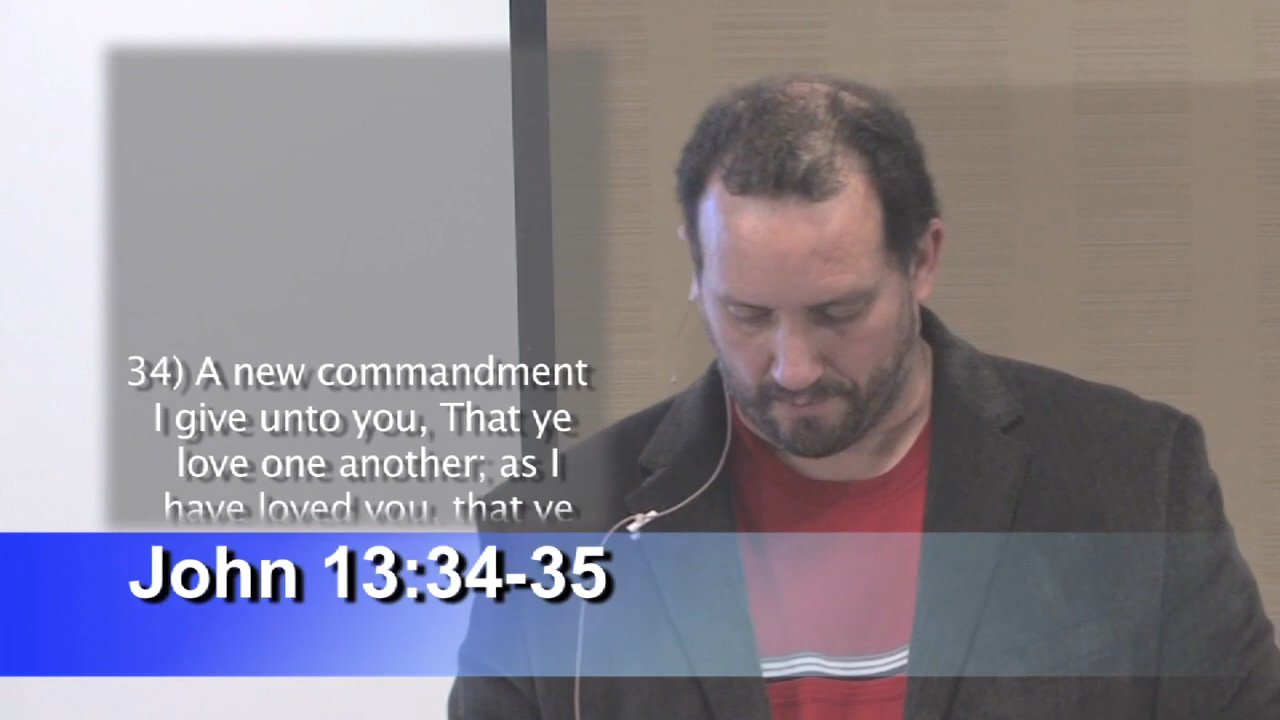 34) A new commandment
I give unto you, That ye
love one another; as I
have loved you, that ye
John 13:34-35